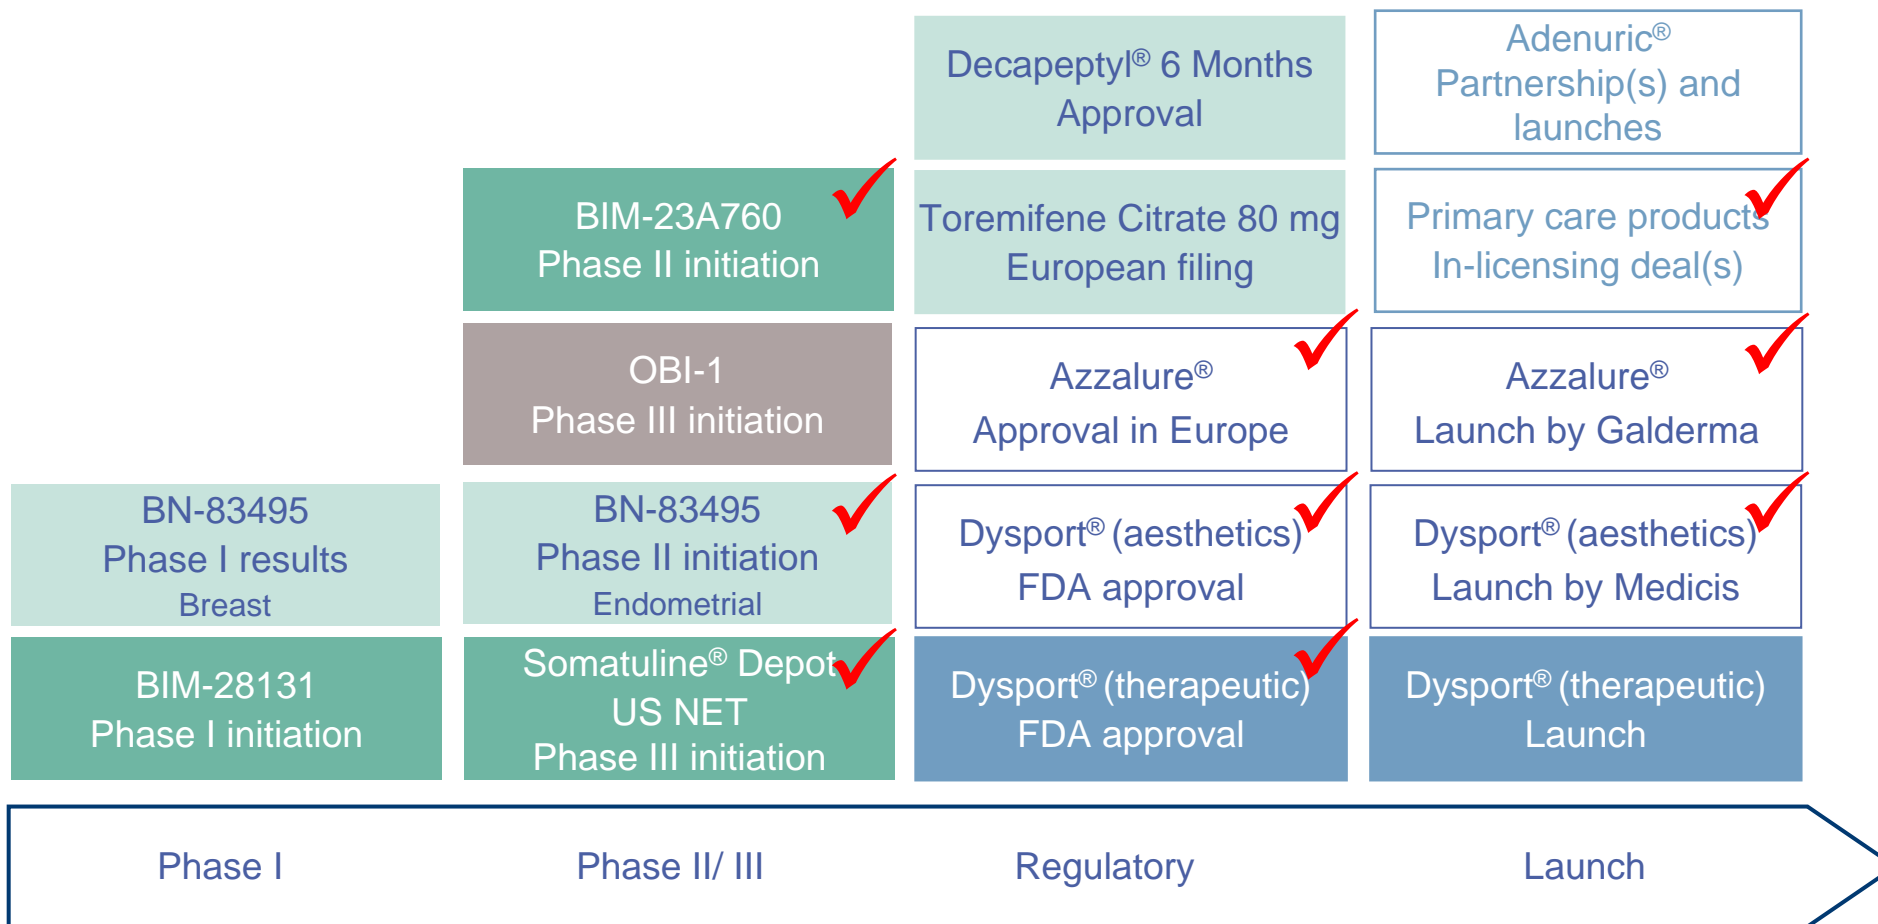 Decapeptyl® 6 Months
Approval
Adenuric®
Partnership(s) and
launches
BIM-23A760
Phase II initiation
Toremifene Citrate 80 mg
European filing
Primary care products
In-licensing deal(s)
OBI-1
Phase III initiation
Azzalure®
Approval in Europe
Azzalure®
Launch by Galderma
BN-83495
Phase I results
Breast
BN-83495
Phase II initiation
Endometrial
Dysport® (aesthetics)
FDA approval
Dysport® (aesthetics)
Launch by Medicis
BIM-28131
Phase I initiation
Somatuline® Depot
US NET
Phase III initiation
Dysport® (therapeutic)
FDA approval
Dysport® (therapeutic)
Launch
Phase I
Phase II/ III
Regulatory
Launch